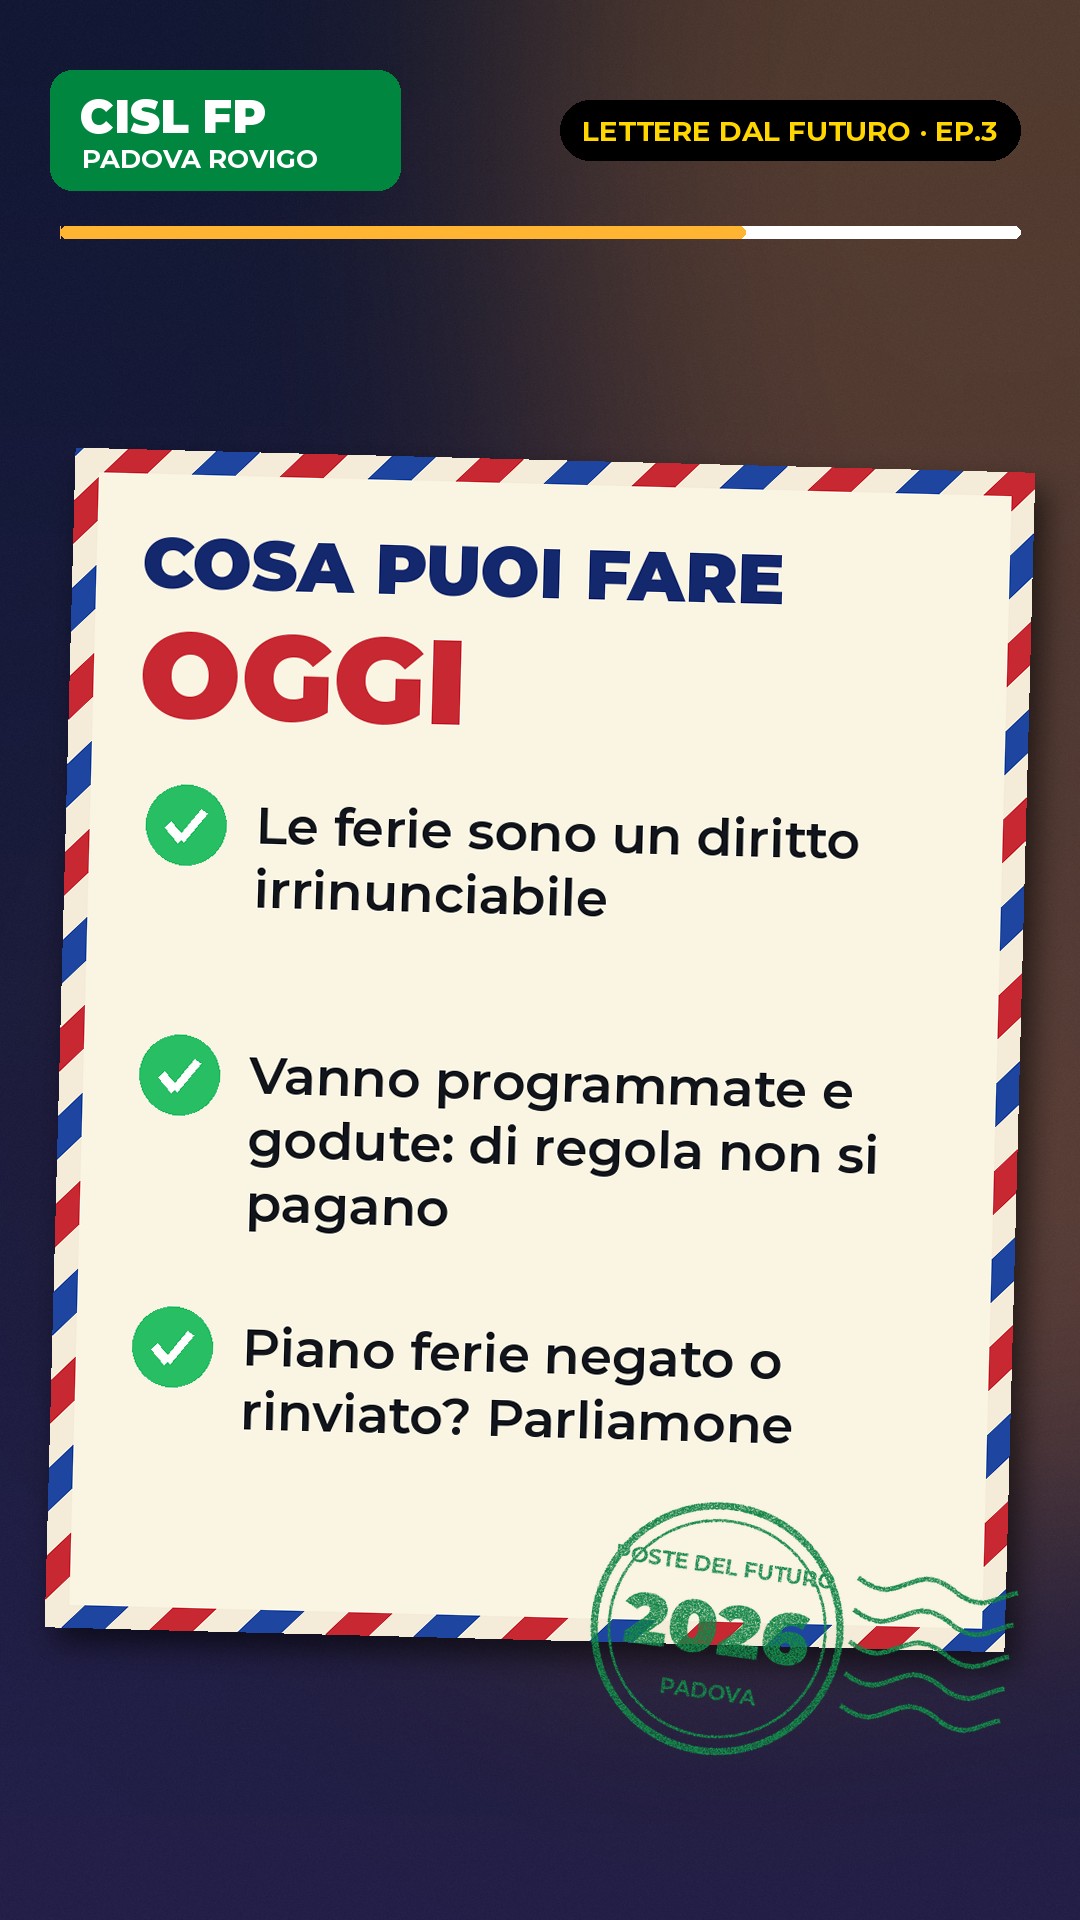 CISL FP
PADOVA ROVIGO
LETTERE DAL FUTURO · EP.3
COSA PUOI FARE
OGGI
Le ferie sono un diritto
irrinunciabile
Vanno programmate e
godute: di regola non si
pagano
Piano ferie negato o
rinviato? Parliamone
POSTE DEL FUTURO
2026
PADOVA